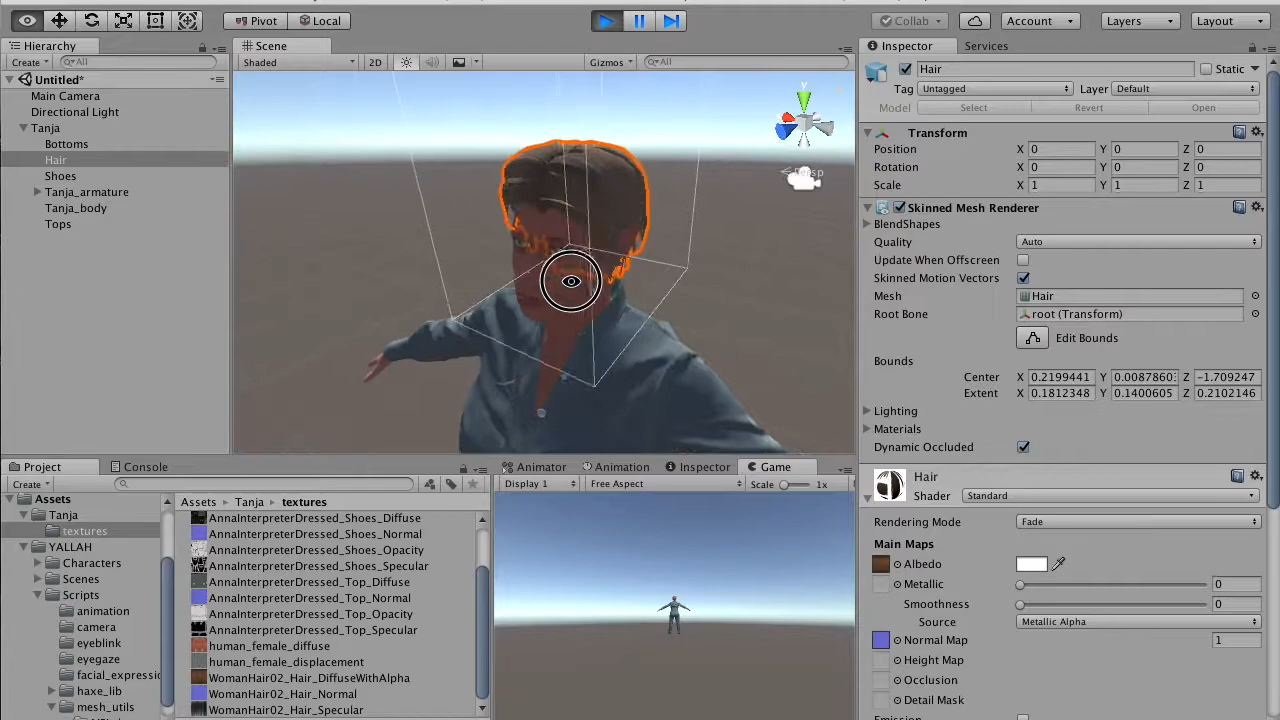 Pivot Local Collab Account Layers Layout
Hierarchy Scene Inspector Services
Create All Shaded 2D Gizmos All Hair Static
Untitled*
Tag Untagged Layer Default
Main Camera
Model Select Revert Open
Directional Light
Tanja
Transform
Bottoms
Position X 0 Y 0 Z 0
Hair
Rotation X 0 Y 0 Z 0
Shoes
Scale X 1 Y 1 Z 1
Tanja_armature
Tanja_body
Tops
y
Persp
Skinned Mesh Renderer
BlendShapes
Quality Auto
Update When Offscreen
Skinned Motion Vectors
Mesh Hair
Root Bone root (Transform)
Edit Bounds
Bounds
Center X 0.2199441 Y 0.00878603 Z -1.709247
Extent X 0.1812348 Y 0.1400605 Z 0.2102146
Lighting
Materials
Dynamic Occluded
Project Console Animator Animation Inspector Game
Create Display 1 Free Aspect Scale 1x
Assets
Tanja
textures
YALLAH
Characters
Scenes
Scripts
animation
camera
eyeblink
eyegaze
facial_expressio
haxe_lib
mesh_utils
Assets Tanja textures
AnnaInterpreterDressed_Shoes_Diffuse
AnnaInterpreterDressed_Shoes_Normal
AnnaInterpreterDressed_Shoes_Opacity
AnnaInterpreterDressed_Shoes_Specular
AnnaInterpreterDressed_Top_Diffuse
AnnaInterpreterDressed_Top_Normal
AnnaInterpreterDressed_Top_Opacity
AnnaInterpreterDressed_Top_Specular
human_female_diffuse
human_female_displacement
WomanHair02_Hair_DiffuseWithAlpha
WomanHair02_Hair_Normal
WomanHair02_Hair_Specular
Hair
Shader Standard
Rendering Mode Fade
Main Maps
Albedo
Metallic 0
Smoothness 0
Source Metallic Alpha
Normal Map 1
Height Map
Occlusion
Detail Mask